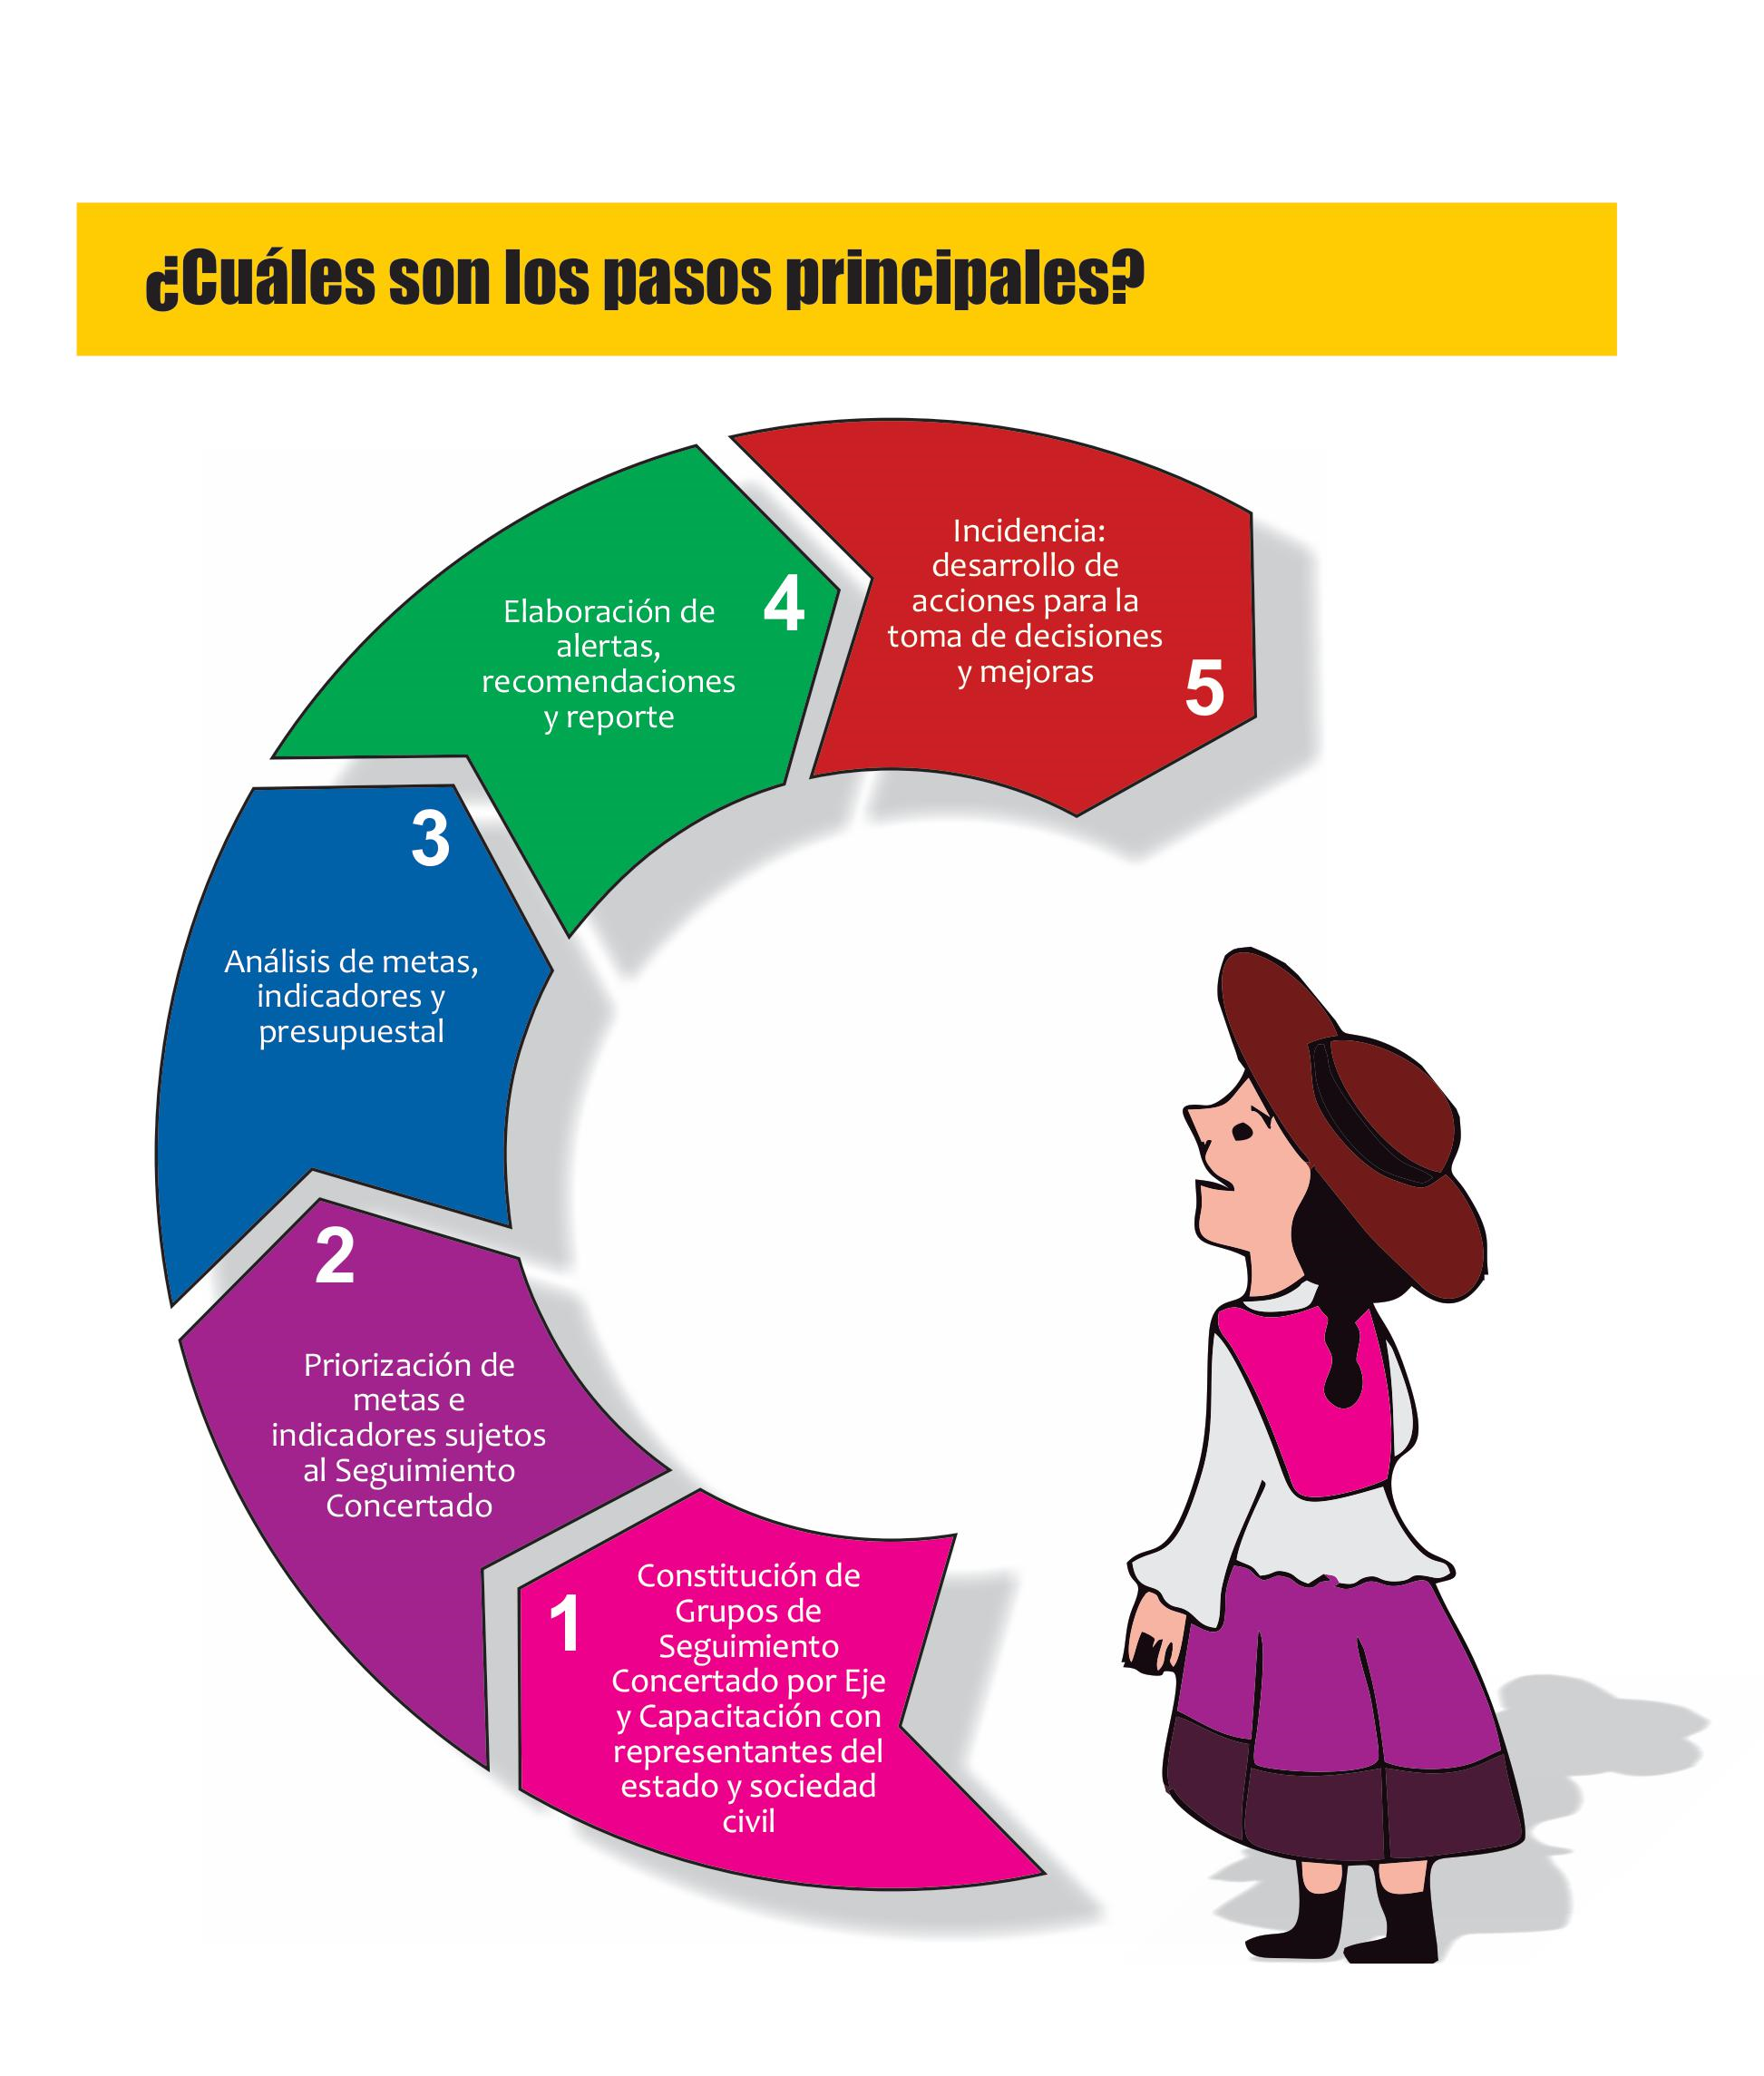 ¿Cuáles son los pasos principales?
1
Constitución de
Grupos de
Seguimiento
Concertado por Eje
y Capacitación con
representantes del
estado y sociedad
civil
2
Priorización de
metas e
indicadores sujetos
al Seguimiento
Concertado
3
Análisis de metas,
indicadores y
presupuestal
4
Elaboración de
alertas,
recomendaciones
y reporte
5
Incidencia:
desarrollo de
acciones para la
toma de decisiones
y mejoras